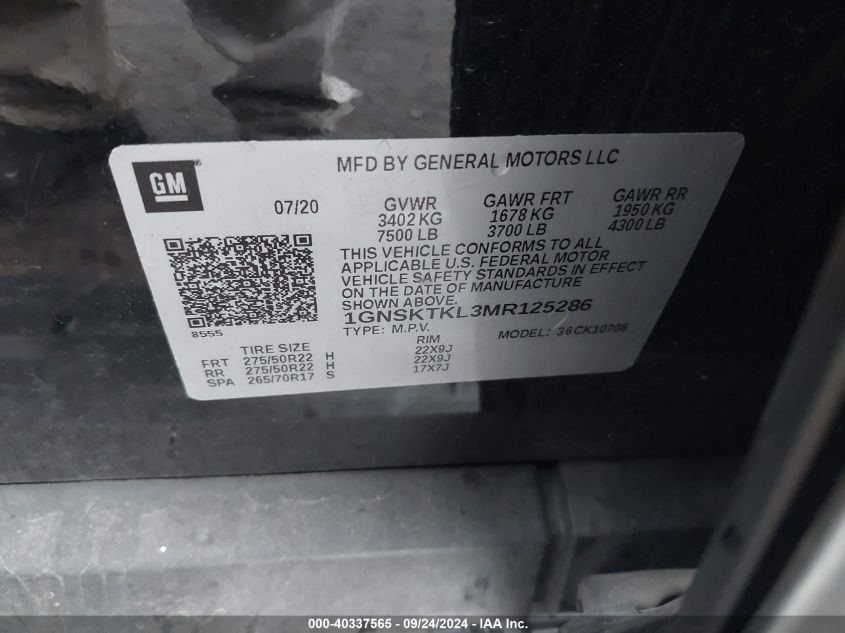 GM
MFD BY GENERAL MOTORS LLC
07/20
GVWR
3402 KG
7500 LB
GAWR FRT
1678 KG
3700 LB
GAWR RR
1950 KG
4300 LB
THIS VEHICLE CONFORMS TO ALL
APPLICABLE U.S. FEDERAL MOTOR
VEHICLE SAFETY STANDARDS IN EFFECT
ON THE DATE OF MANUFACTURE
SHOWN ABOVE.
1GNSKTKL3MR125286
8555
TYPE: M.P.V.
MODEL: 36CK10706
TIRE SIZE
RIM
FRT 275/50R22 H 22X9J
RR 275/50R22 H 22X9J
SPA 265/70R17 S 17X7J
000-40337565 - 09/24/2024 - IAA Inc.